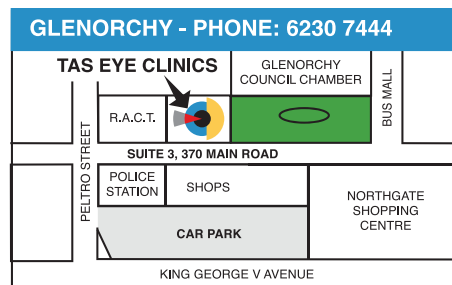 GLENORCHY - PHONE: 6230 7444
TAS EYE CLINICS
GLENORCHY
COUNCIL CHAMBER
BUS MALL
R.A.C.T.
PELTRO STREET
SUITE 3, 370 MAIN ROAD
POLICE
STATION
SHOPS
NORTHGATE
SHOPPING
CENTRE
CAR PARK
KING GEORGE V AVENUE